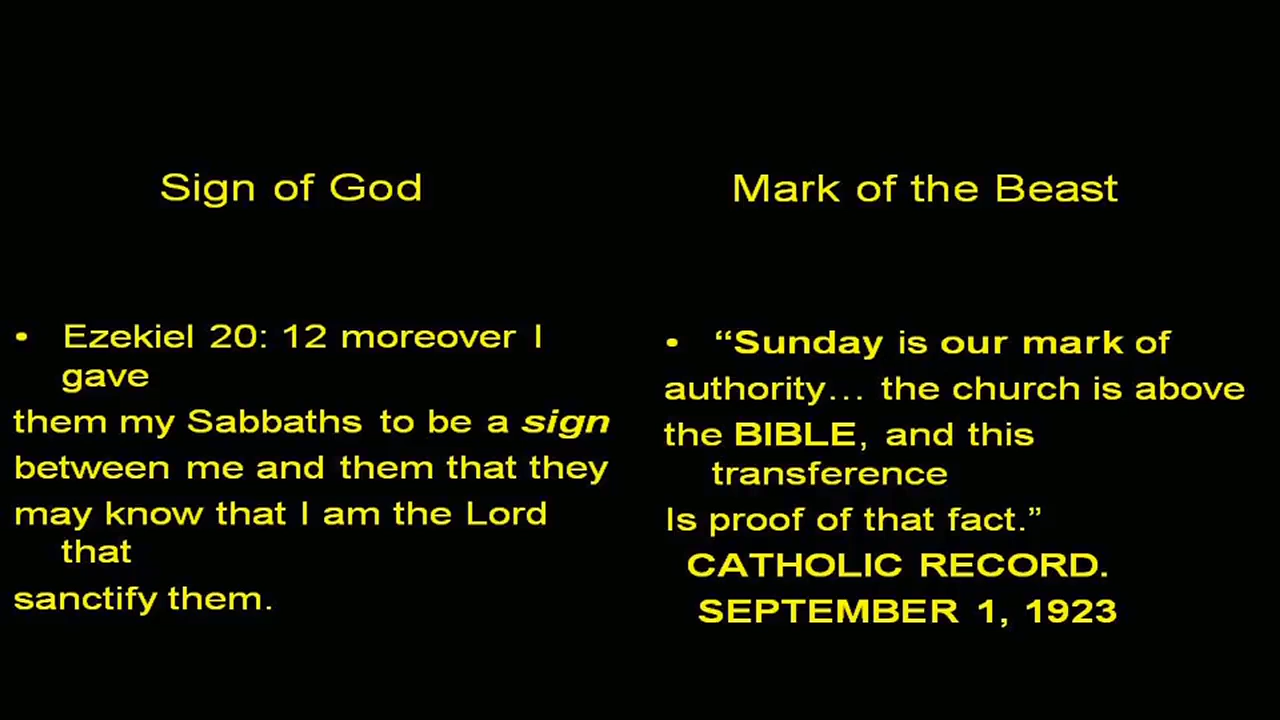 Sign of God
• Ezekiel 20: 12 moreover I
gave
them my Sabbaths to be a sign
between me and them that they
may know that I am the Lord
that
sanctify them.
Mark of the Beast
• “Sunday is our mark of
authority… the church is above
the BIBLE, and this
transference
Is proof of that fact.”
CATHOLIC RECORD.
SEPTEMBER 1, 1923